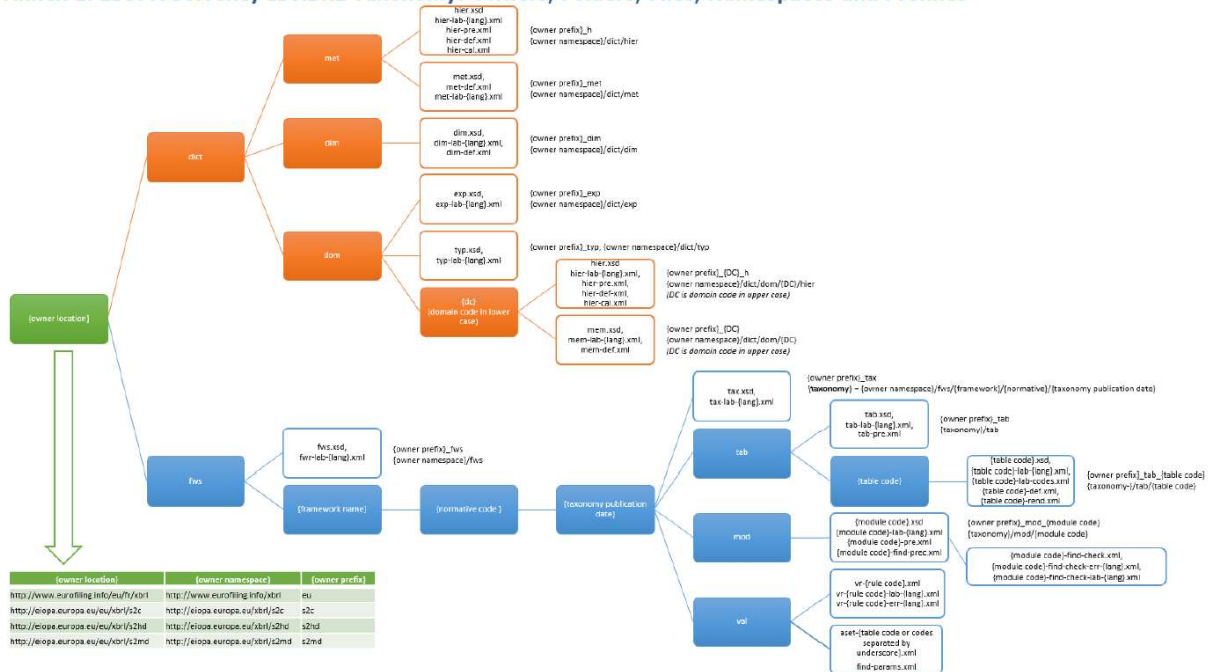 hier.xsd
hier-lab-{lang}.xml
hier-pre.xml
hier-def.xml
hier-cal.xml
{owner prefix}_h
{owner namespace}/dict/hier
met
met.xsd,
met-def.xml
met-lab-{lang}.xml
{owner prefix}_met
{owner namespace}/dict/met
dict
dim
dim.xsd,
dim-lab-{lang}.xml,
dim-def.xml
{owner prefix}_dim
{owner namespace}/dict/dim
exp.xsd,
exp-lab-{lang}.xml
{owner prefix}_exp
{owner namespace}/dict/exp
dom
typ.xsd,
typ-lab-{lang}.xml
{owner prefix}_typ, {owner namespace}/dict/typ
{dc}
(domain code in lower
case)
hier.xsd
hier-lab-{lang}.xml,
hier-pre.xml,
hier-def-xml,
hier-cal.xml
{owner prefix}_{DC}_h
{owner namespace}/dict/dom/{DC}/hier
(DC is domain code in upper case)
mem.xsd,
mem-lab-{lang}.xml,
mem-def.xml
{owner prefix}_{DC}
{owner namespace}/dict/dom/{DC}
(DC is domain code in upper case)
{owner location}
tax.xsd,
tax-lab-{lang}.xml
{owner prefix}_tax
{taxonomy} = {owner namespace}/fws/{framework}/{normative}/{taxonomy publication date}
tab
tab.xsd,
tab-lab-{lang}.xml,
tab-pre.xml
{owner prefix}_tab
{taxonomy}/tab
fws
fws.xsd,
fwr-lab-{lang}.xml
{owner prefix}_fws
{owner namespace}/fws
{table code}
{table code}.xsd,
{table code}-lab-{lang}.xml,
{table code}-lab-codes.xml
{table code}-def.xml,
{table code}-rend.xml
{owner prefix}_tab_{table code}
{taxonomy-}/tab/{table code}
{framework name}
{normative code }
{taxonomy publication
date}
mod
{module code}.xsd
{module code}-lab-{lang}.xml
{module code}-pre.xml
{module code}-find-prec.xml
{owner prefix}_mod_{module code}
{taxonomy}/mod/{module code}
{module code}-find-check.xml,
{module code}-find-check-err-{lang}.xml,
{module code}-find-check-lab-{lang}.xml
val
vr-{rule code}.xml
vr-{rule code}-lab-{lang}.xml
vr-{rule code}-err-{lang}.xml
aset-{table code or codes
separated by
underscore}.xml
find-params.xml
{owner location} {owner namespace} {owner prefix}
http://www.eurofiling.info/eu/fr/xbrl http://www.eurofiling.info/xbrl eu
http://eiopa.europa.eu/eu/xbrl/s2c http://eiopa.europa.eu/xbrl/s2c s2c
http://eiopa.europa.eu/eu/xbrl/s2hd http://eiopa.europa.eu/xbrl/s2hd s2hd
http://eiopa.europa.eu/eu/xbrl/s2md http://eiopa.europa.eu/xbrl/s2md s2md